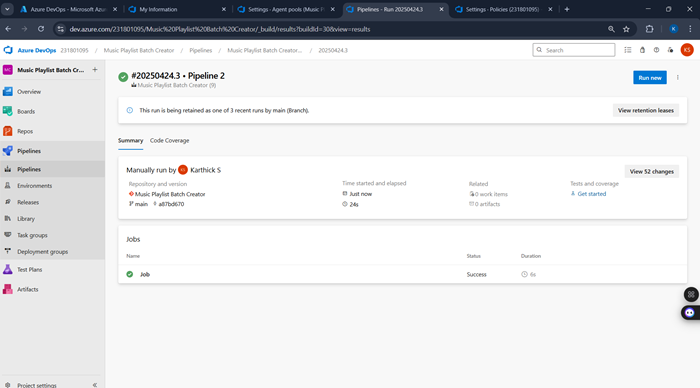 Azure DevOps - Microsoft Azure
My Information
Settings - Agent pools (Music P
Pipelines - Run 20250424.3
Settings - Policies (231801095)
dev.azure.com/231801095/Music%20Playlist%20Batch%20Creator/_build/results?buildId=30&view=results
Azure DevOps
231801095 / Music Playlist Batch Creator / Pipelines / Music Playlist Batch Creator... / 20250424.3
Search
KS
MC Music Playlist Batch Cr... +
Overview
Boards
Repos
Pipelines
Pipelines
Environments
Releases
Library
Task groups
Deployment groups
Test Plans
Artifacts
Project settings
#20250424.3 • Pipeline 2
Music Playlist Batch Creator (9)
Run new
This run is being retained as one of 3 recent runs by main (Branch).
View retention leases
Summary Code Coverage
Manually run by Karthick S
View 52 changes
Repository and version
Music Playlist Batch Creator
main a87bd670
Time started and elapsed
Just now
24s
Related
0 work items
0 artifacts
Tests and coverage
Get started
Jobs
Name Status Duration
Job Success 6s